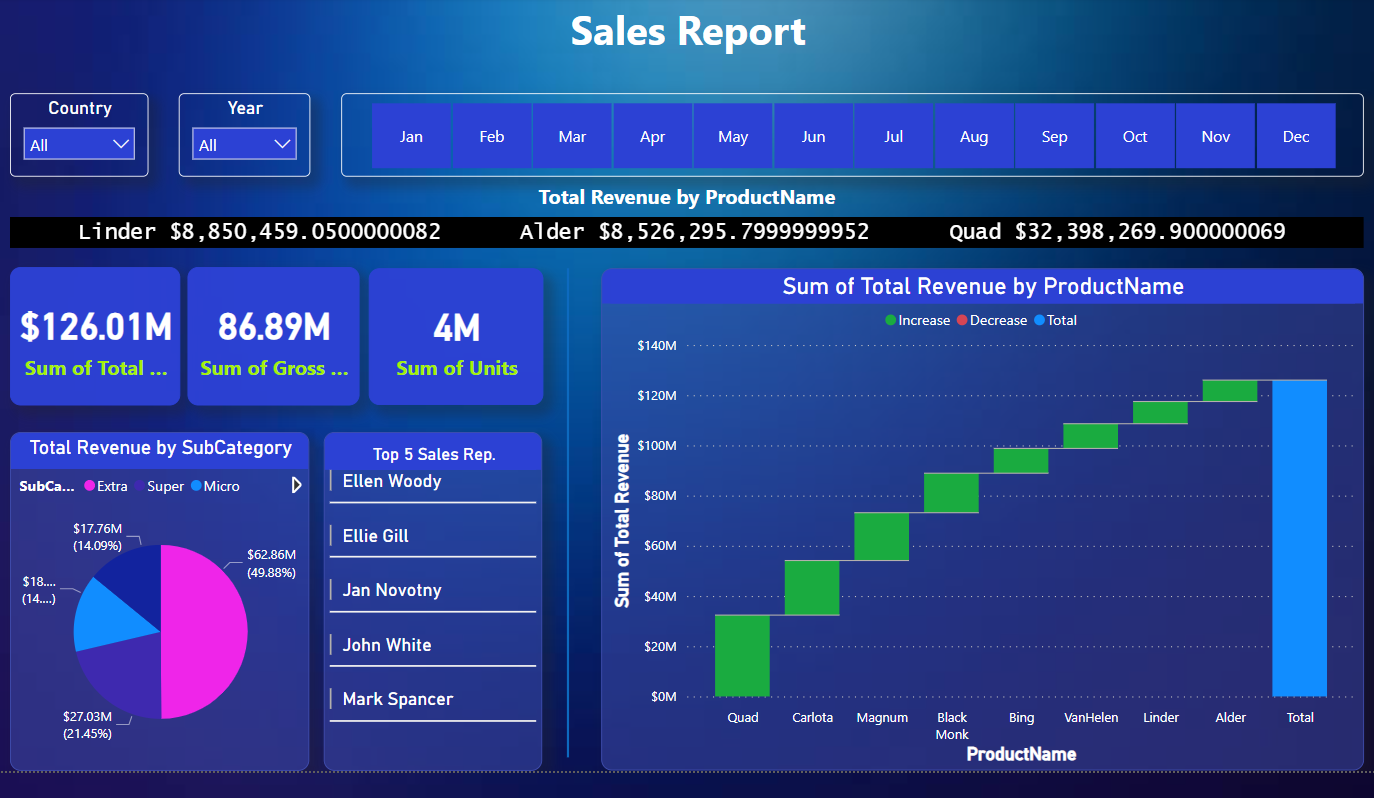 Sales Report
Country
All
Year
All
Jan Feb Mar Apr May Jun Jul Aug Sep Oct Nov Dec
Total Revenue by ProductName
Linder $8,850,459.0500000082 Alder $8,526,295.7999999952 Quad $32,398,269.900000069
$126.01M
Sum of Total ...
86.89M
Sum of Gross ...
4M
Sum of Units
Total Revenue by SubCategory
SubCa... Extra Super Micro
$17.76M
(14.09%)
$62.86M
(49.88%)
$18....
(14....)
$27.03M
(21.45%)
Top 5 Sales Rep.
Ellen Woody
Ellie Gill
Jan Novotny
John White
Mark Spancer
Sum of Total Revenue by ProductName
Increase Decrease Total
Sum of Total Revenue
$140M
$120M
$100M
$80M
$60M
$40M
$20M
$0M
Quad Carlota Magnum Black Monk Bing VanHelen Linder Alder Total
ProductName